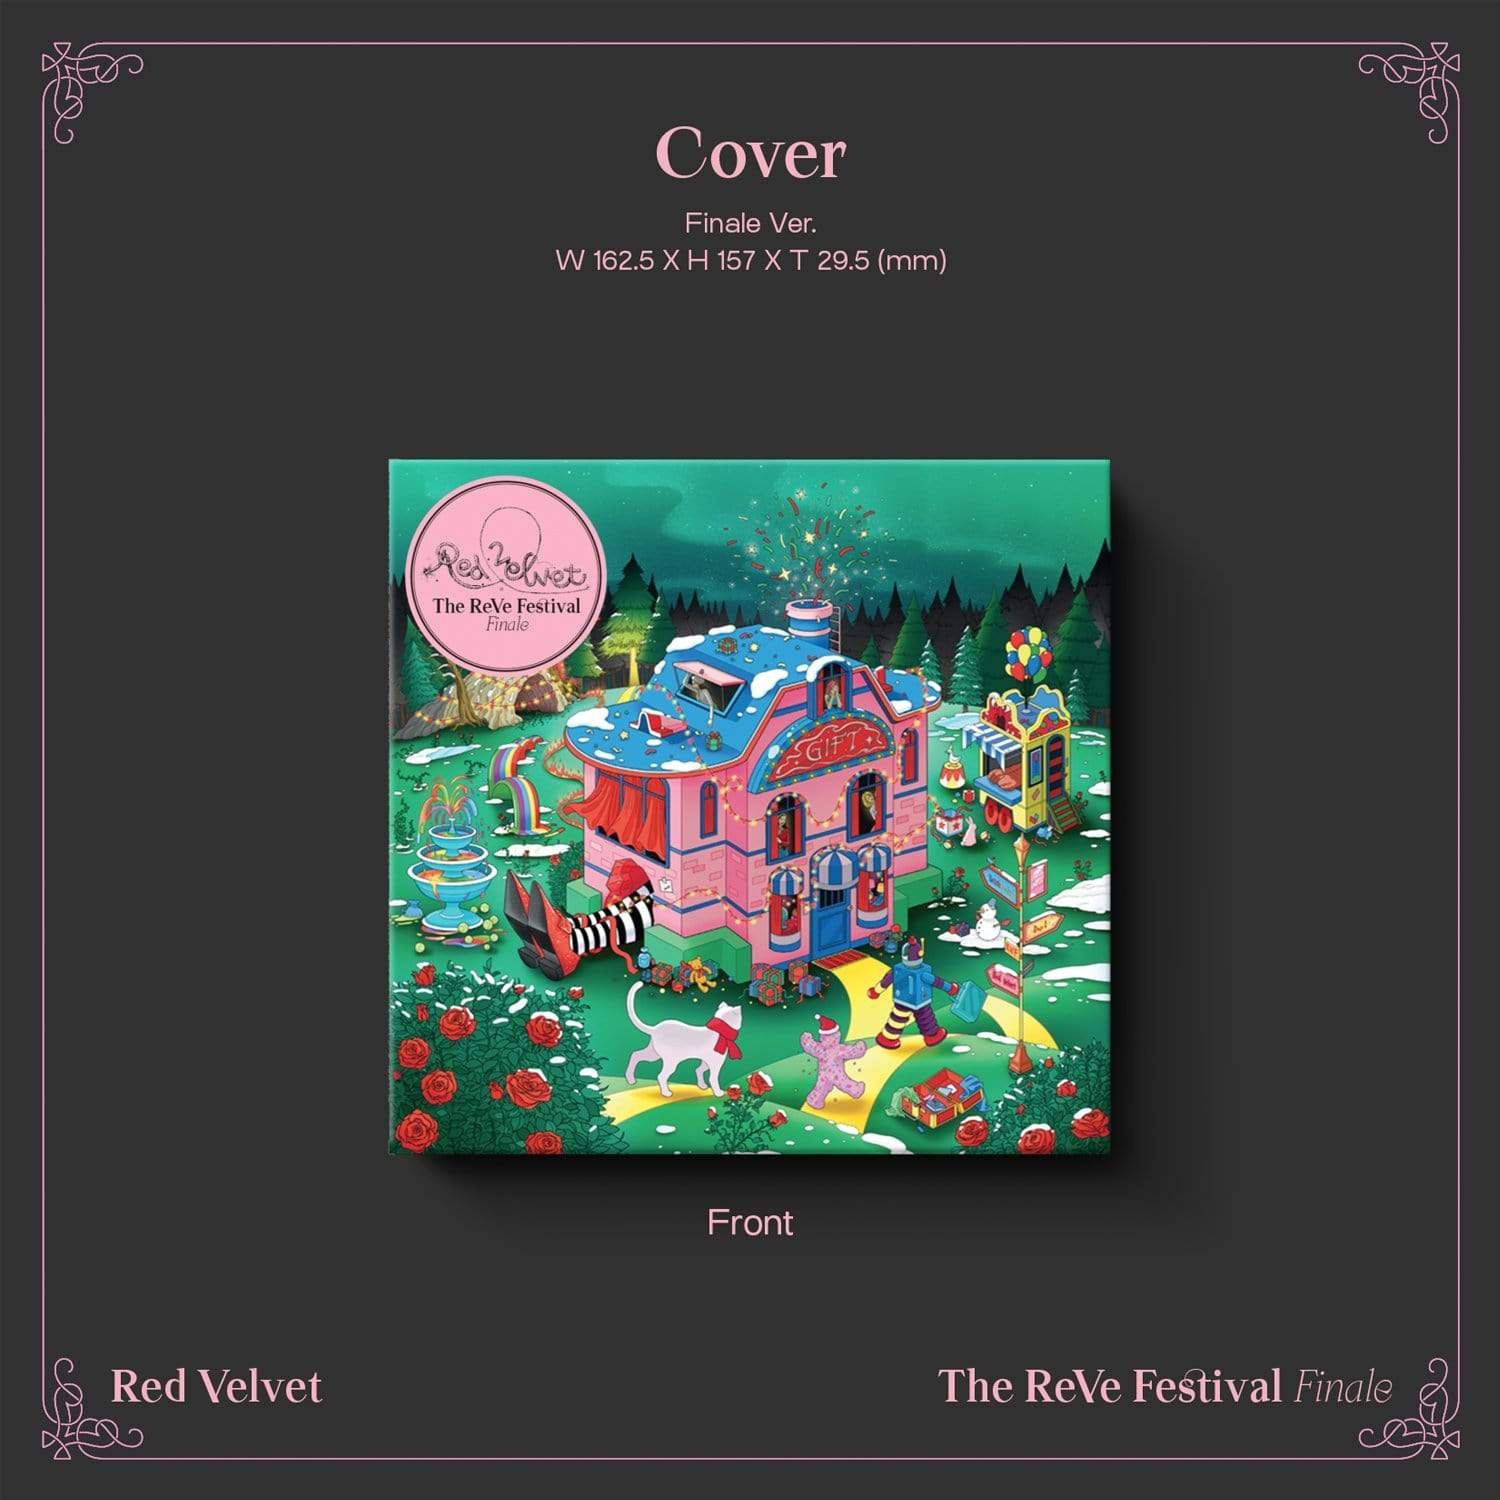 Cover
Finale Ver.
W 162.5 X H 157 X T 29.5 (mm)
Red Velvet
The ReVe Festival
Finale
GIFT
Front
Red Velvet
The ReVe Festival Finale